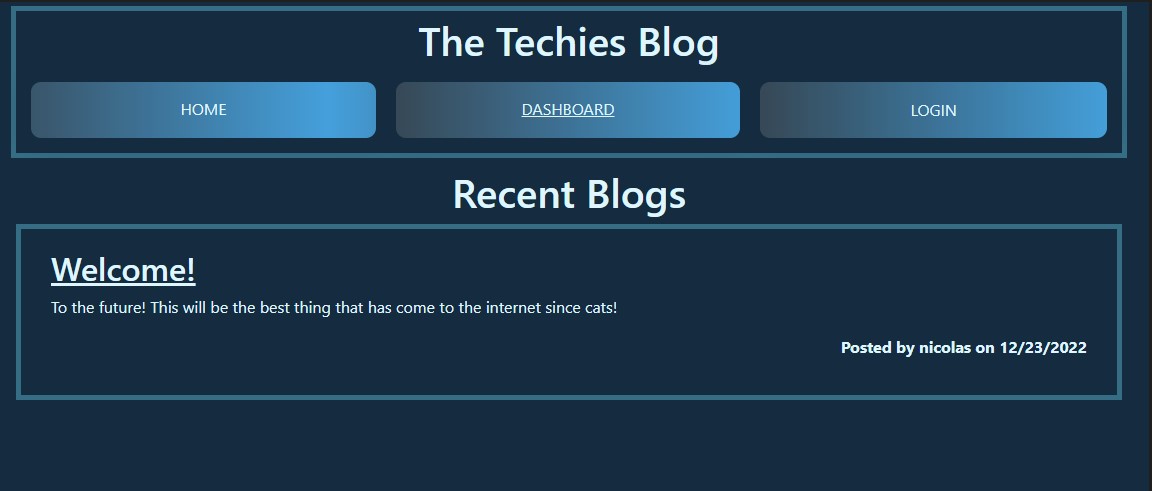 The Techies Blog
HOME
DASHBOARD
LOGIN
Recent Blogs
Welcome!
To the future! This will be the best thing that has come to the internet since cats!
Posted by nicolas on 12/23/2022